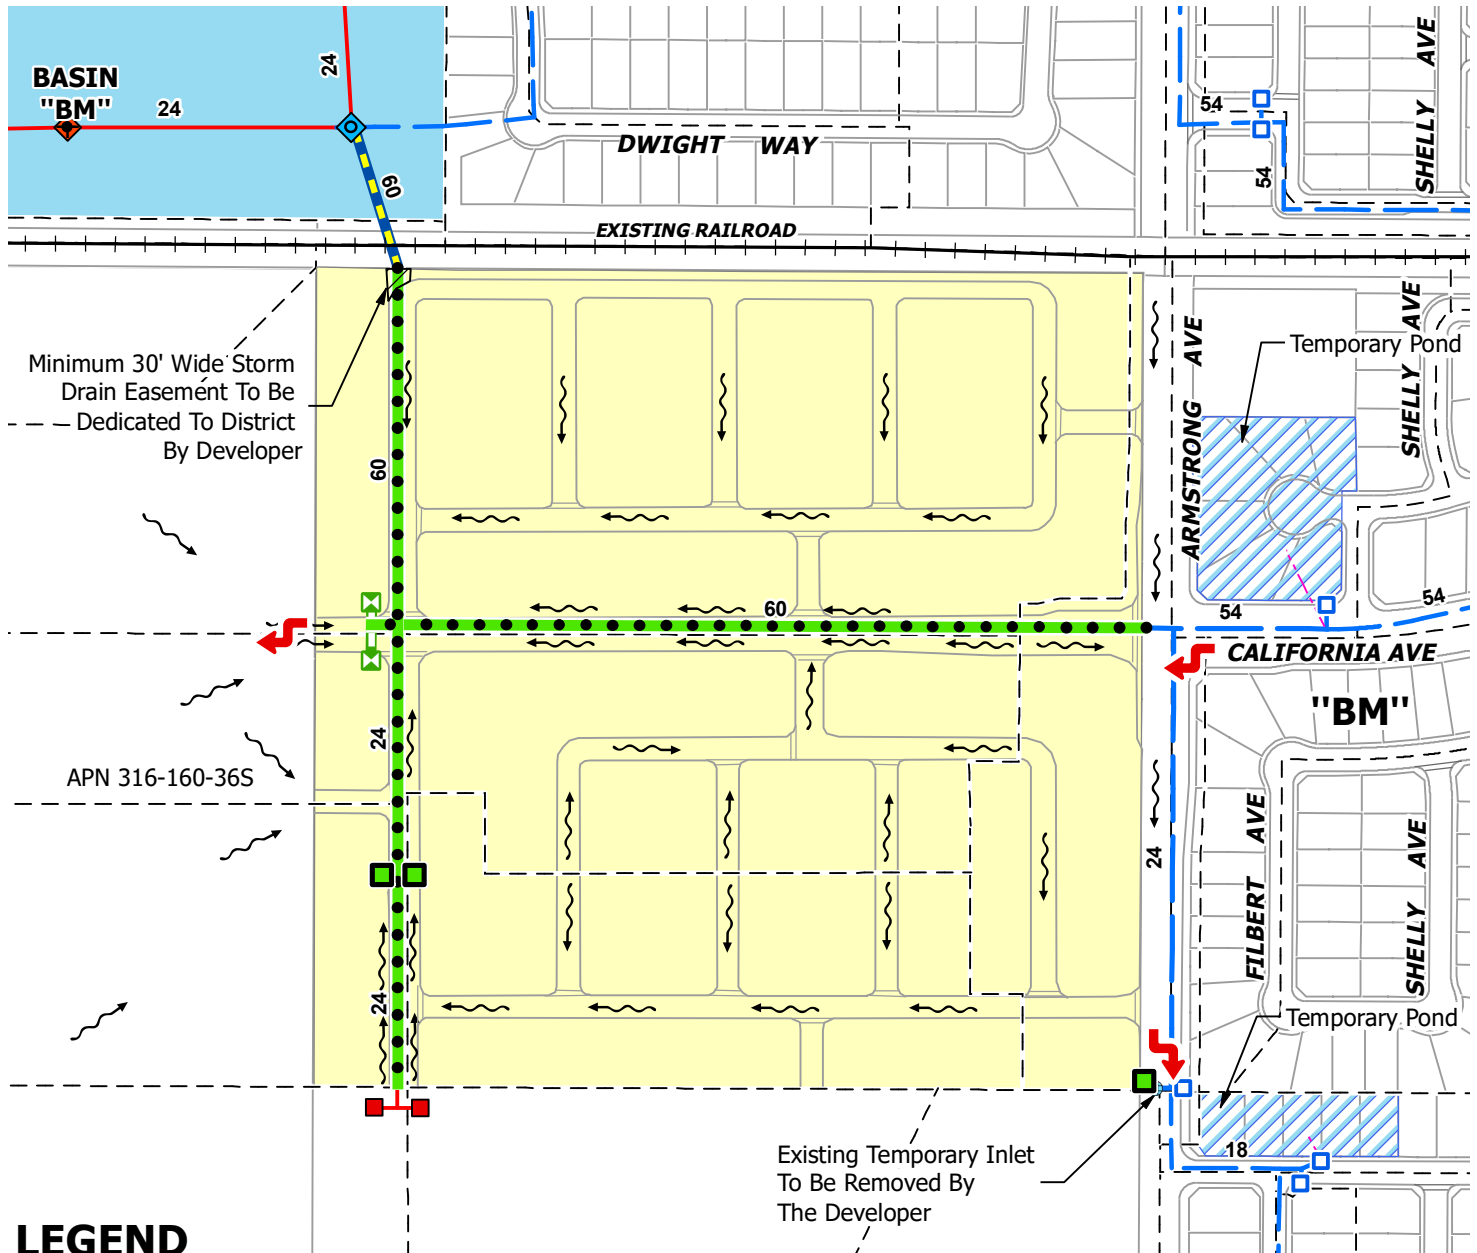 BASIN
"BM"
24
24
60
DWIGHT WAY
EXISTING RAILROAD
54
54
SHELLY AVE
Minimum 30' Wide Storm
Drain Easement To Be
Dedicated To District
By Developer
60
ARMSTRONG AVE
Temporary Pond
SHELLY AVE
60
54
54
CALIFORNIA AVE
"BM"
24
APN 316-160-36S
24
FILBERT AVE
SHELLY AVE
24
Temporary Pond
18
Existing Temporary Inlet
To Be Removed By
The Developer
LEGEND